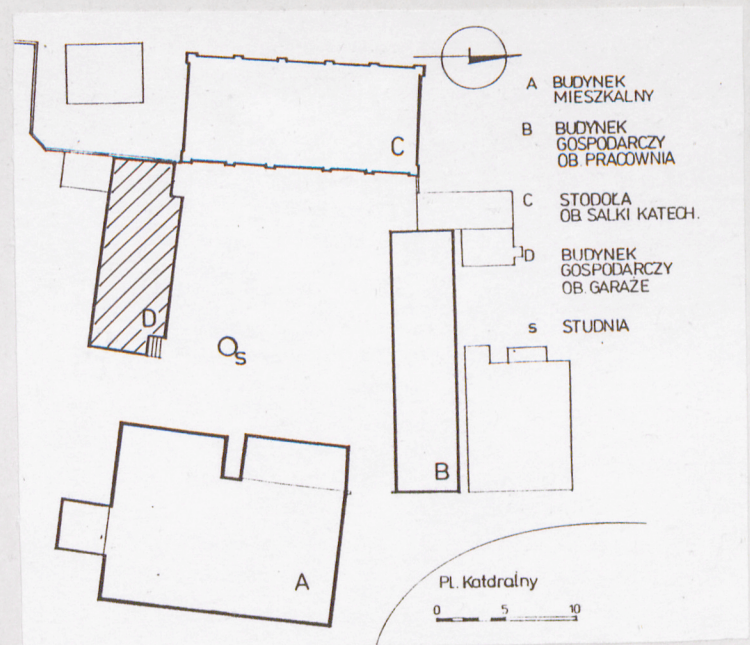 A BUDYNEK
MIESZKALNY
B BUDYNEK
GOSPODARCZY
OB. PRACOWNIA
C STODOŁA
OB. SALKI KATECH.
D BUDYNEK
GOSPODARCZY
OB. GARAŻE
s STUDNIA
C
D
s
B
A
Pl. Katdralny
0 5 10